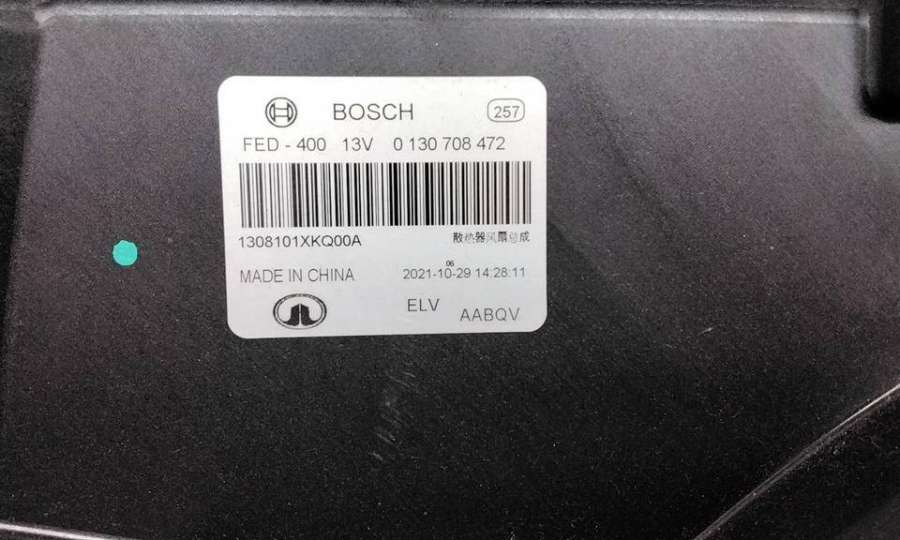 BOSCH 257
FED - 400 13V 0 130 708 472
1308101XKQ00A 散热器风扇总成
06
MADE IN CHINA 2021-10-29 14:28:11
ELV AABQV